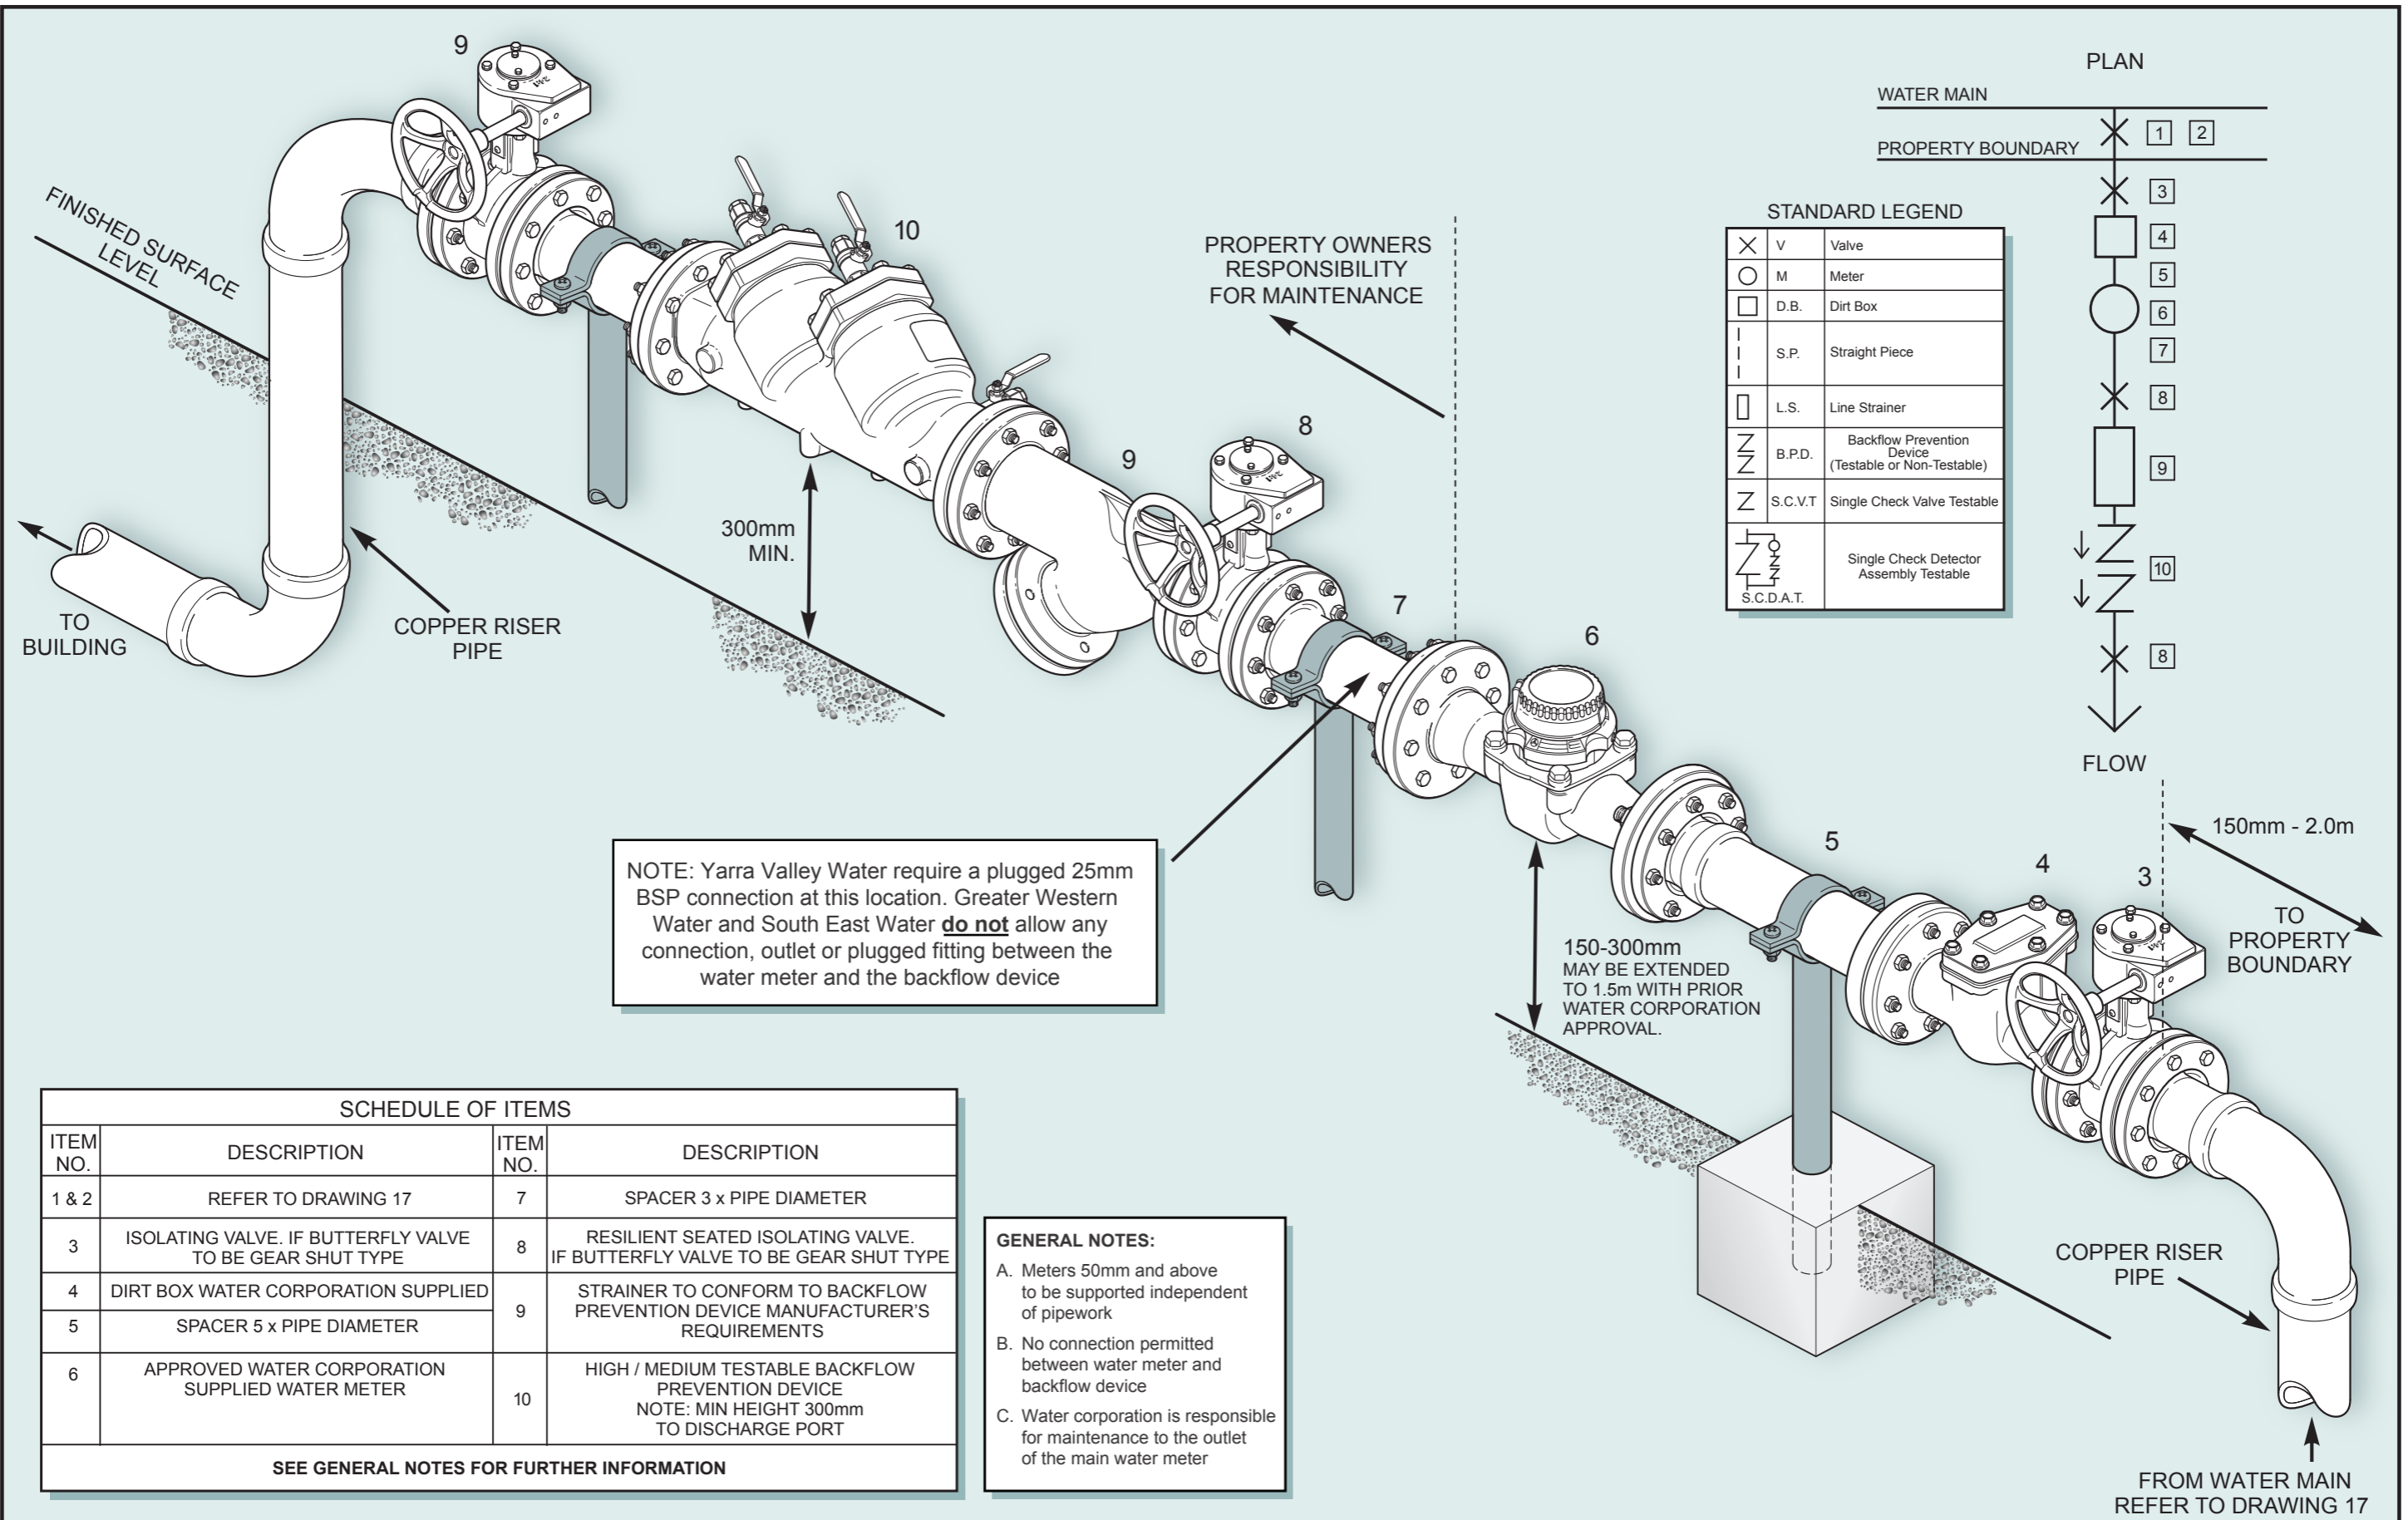 9
FINISHED SURFACE
LEVEL
10
PROPERTY OWNERS
RESPONSIBILITY
FOR MAINTENANCE
300mm
MIN.
9
8
7
6
5
4
3
TO
BUILDING
COPPER RISER
PIPE
PLAN
WATER MAIN
1 2
PROPERTY BOUNDARY
3
4
5
6
7
8
9
10
8
FLOW
STANDARD LEGEND
V Valve
M Meter
D.B. Dirt Box
S.P. Straight Piece
L.S. Line Strainer
B.P.D. Backflow Prevention
Device
(Testable or Non-Testable)
S.C.V.T Single Check Valve Testable
S.C.D.A.T. Single Check Detector
Assembly Testable
150mm - 2.0m
TO
PROPERTY
BOUNDARY
NOTE: Yarra Valley Water require a plugged 25mm
BSP connection at this location. Greater Western
Water and South East Water do not allow any
connection, outlet or plugged fitting between the
water meter and the backflow device
150-300mm
MAY BE EXTENDED
TO 1.5m WITH PRIOR
WATER CORPORATION
APPROVAL.
COPPER RISER
PIPE
FROM WATER MAIN
REFER TO DRAWING 17
SCHEDULE OF ITEMS
ITEM NO. DESCRIPTION ITEM NO. DESCRIPTION
1 & 2 REFER TO DRAWING 17
7 SPACER 3 x PIPE DIAMETER
3 ISOLATING VALVE. IF BUTTERFLY VALVE
TO BE GEAR SHUT TYPE
8 RESILIENT SEATED ISOLATING VALVE.
IF BUTTERFLY VALVE TO BE GEAR SHUT TYPE
4 DIRT BOX WATER CORPORATION SUPPLIED
5 SPACER 5 x PIPE DIAMETER
9 STRAINER TO CONFORM TO BACKFLOW
PREVENTION DEVICE MANUFACTURER'S
REQUIREMENTS
6 APPROVED WATER CORPORATION
SUPPLIED WATER METER
10 HIGH / MEDIUM TESTABLE BACKFLOW
PREVENTION DEVICE
NOTE: MIN HEIGHT 300mm
TO DISCHARGE PORT
SEE GENERAL NOTES FOR FURTHER INFORMATION
GENERAL NOTES:
A. Meters 50mm and above
to be supported independent
of pipework
B. No connection permitted
between water meter and
backflow device
C. Water corporation is responsible
for maintenance to the outlet
of the main water meter